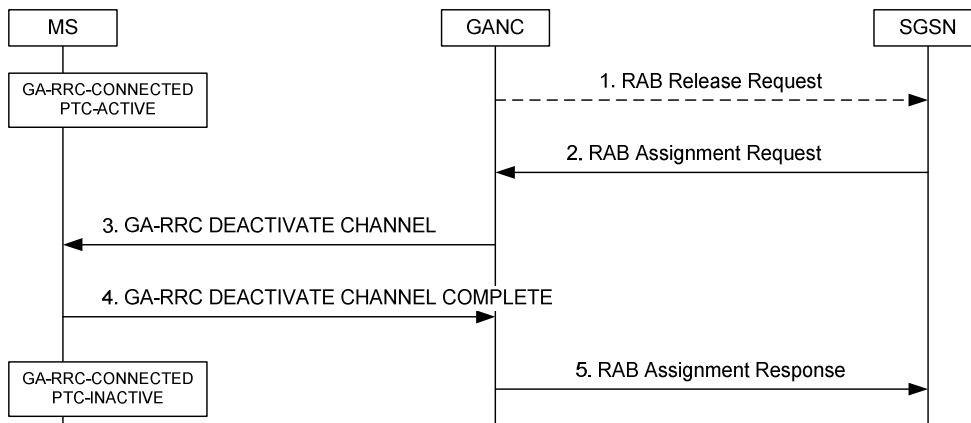 MS
GANC
SGSN
GA-RRC-CONNECTED
PTC-ACTIVE
1. RAB Release Request
2. RAB Assignment Request
3. GA-RRC DEACTIVATE CHANNEL
4. GA-RRC DEACTIVATE CHANNEL COMPLETE
GA-RRC-CONNECTED
PTC-INACTIVE
5. RAB Assignment Response